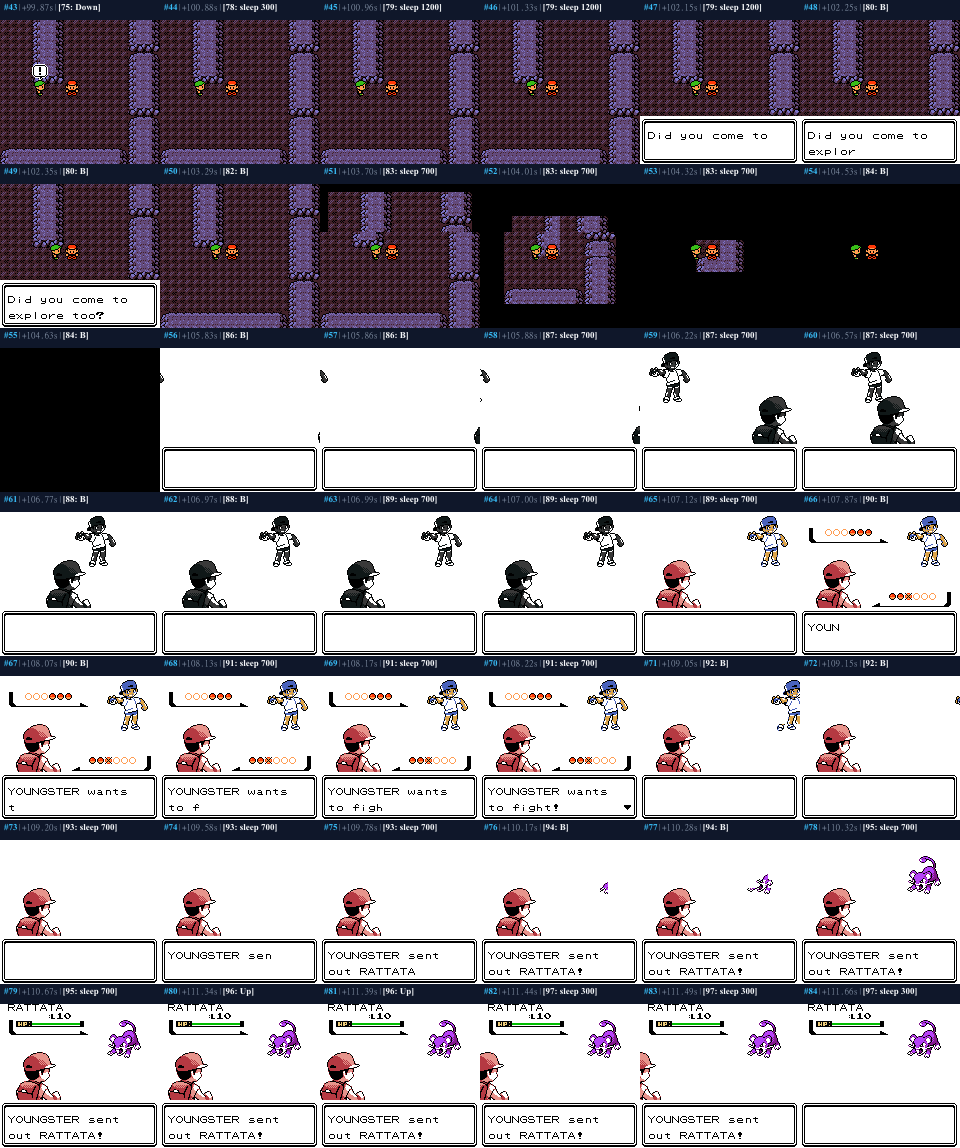 #43 | +99.87s | [75: Down]
#44 | +100.88s | [78: sleep 300]
#45 | +100.96s | [79: sleep 1200]
#46 | +101.33s | [79: sleep 1200]
#47 | +102.15s | [79: sleep 1200]
#48 | +102.25s | [80: B]
!
Did you come to
Did you come to
explor
#49 | +102.35s | [80: B]
#50 | +103.29s | [82: B]
#51 | +103.70s | [83: sleep 700]
#52 | +104.01s | [83: sleep 700]
#53 | +104.32s | [83: sleep 700]
#54 | +104.53s | [84: B]
Did you come to
explore too?
#55 | +104.63s | [84: B]
#56 | +105.83s | [86: B]
#57 | +105.86s | [86: B]
#58 | +105.88s | [87: sleep 700]
#59 | +106.22s | [87: sleep 700]
#60 | +106.57s | [87: sleep 700]
#61 | +106.77s | [88: B]
#62 | +106.97s | [88: B]
#63 | +106.99s | [89: sleep 700]
#64 | +107.00s | [89: sleep 700]
#65 | +107.12s | [89: sleep 700]
#66 | +107.87s | [90: B]
YOUN
#67 | +108.07s | [90: B]
#68 | +108.13s | [91: sleep 700]
#69 | +108.17s | [91: sleep 700]
#70 | +108.22s | [91: sleep 700]
#71 | +109.05s | [92: B]
#72 | +109.15s | [92: B]
YOUNGSTER wants
t
YOUNGSTER wants
to f
YOUNGSTER wants
to figh
YOUNGSTER wants
to fight!
#73 | +109.20s | [93: sleep 700]
#74 | +109.58s | [93: sleep 700]
#75 | +109.78s | [93: sleep 700]
#76 | +110.17s | [94: B]
#77 | +110.28s | [94: B]
#78 | +110.32s | [95: sleep 700]
YOUNGSTER sen
YOUNGSTER sent
out RATTATA
YOUNGSTER sent
out RATTATA!
YOUNGSTER sent
out RATTATA!
YOUNGSTER sent
out RATTATA!
#79 | +110.67s | [95: sleep 700]
#80 | +111.34s | [96: Up]
#81 | +111.39s | [96: Up]
#82 | +111.44s | [97: sleep 300]
#83 | +111.49s | [97: sleep 300]
#84 | +111.66s | [97: sleep 300]
RATTATA
:L10
HP:
YOUNGSTER sent
out RATTATA!
RATTATA
:L10
HP:
YOUNGSTER sent
out RATTATA!
RATTATA
:L10
HP:
YOUNGSTER sent
out RATTATA!
RATTATA
:L10
HP:
YOUNGSTER sent
out RATTATA!
RATTATA
:L10
HP:
YOUNGSTER sent
out RATTATA!
RATTATA
:L10
HP: